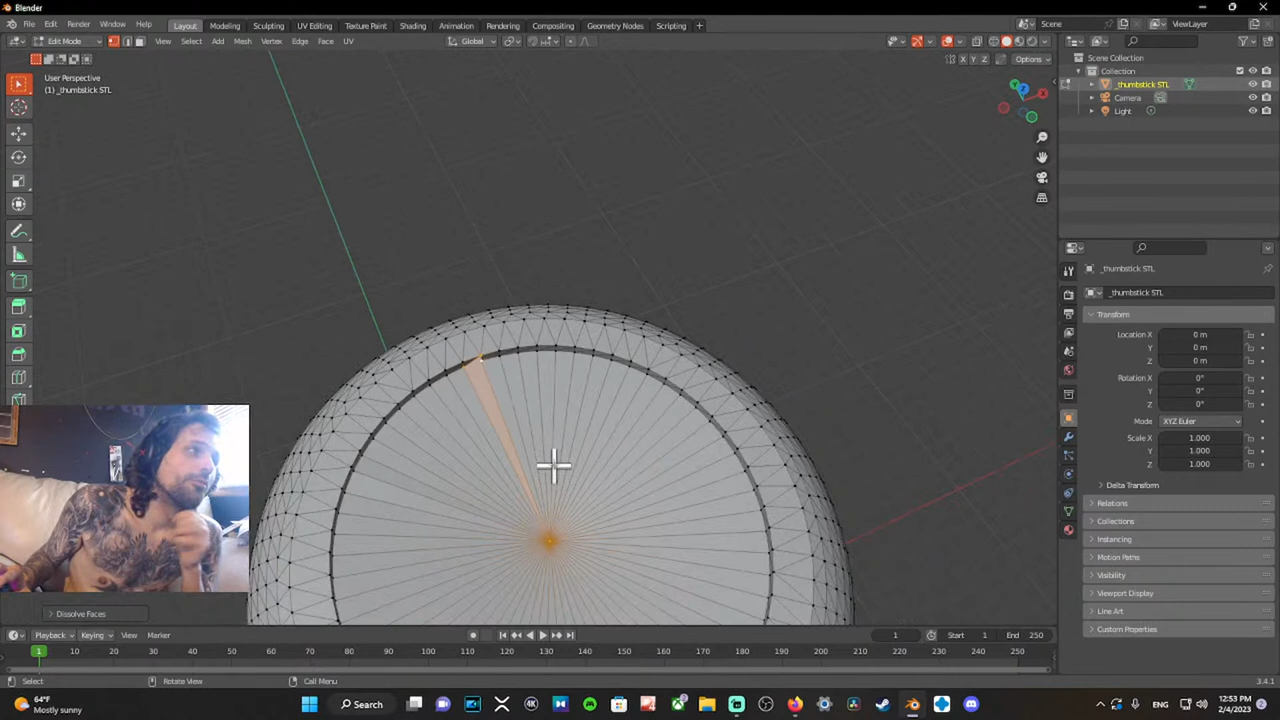 Blender
File Edit Render Window Help Layout Modeling Sculpting UV Editing Texture Paint Shading Animation Rendering Compositing Geometry Nodes Scripting + Scene ViewLayer
Edit Mode View Select Add Mesh Vertex Edge Face UV Global
X Y Z Options
User Perspective
(1) _thumbstick STL
Scene Collection
Collection
_thumbstick STL
Camera
Light
_thumbstick STL
_thumbstick STL
Transform
Location X 0 m
Y 0 m
Z 0 m
Rotation X 0°
Y 0°
Z 0°
Mode XYZ Euler
Scale X 1.000
Y 1.000
Z 1.000
Delta Transform
Relations
Collections
Instancing
Motion Paths
Visibility
Viewport Display
Line Art
Custom Properties
Dissolve Faces
Playback Keying View Marker 1 Start 1 End 250
1 10 20 30 40 50 60 70 80 90 100 110 120 130 140 150 160 170 180 190 200 210 220 230 240 250
Select Rotate View Call Menu 3.4.1
64°F
Mostly sunny
Search
ENG
12:53 PM
2/4/2023